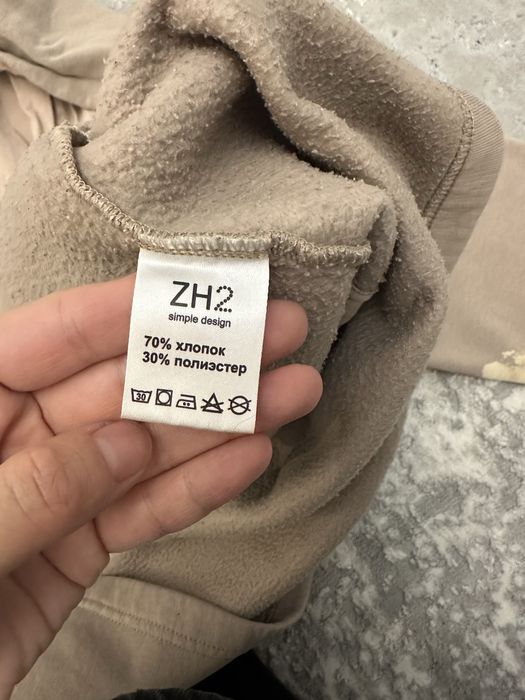 ZH2
simple design
70% хлопок
30% полиэстер
30